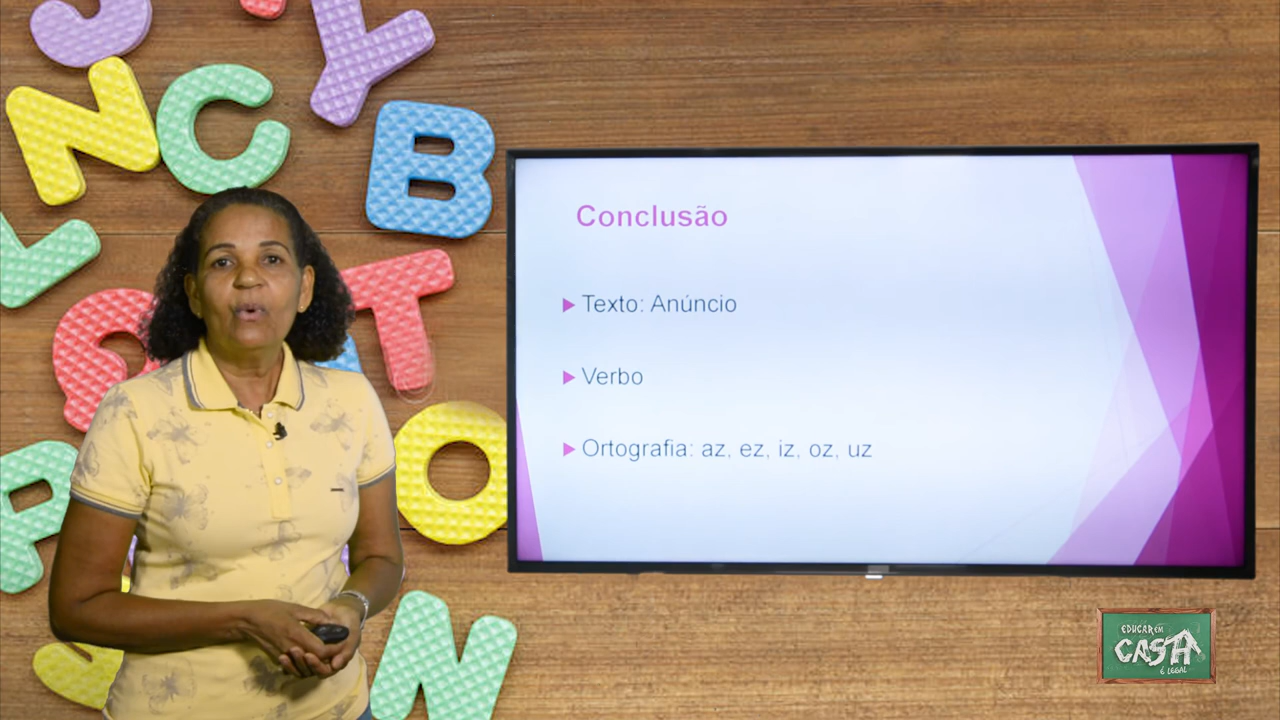 Conclusão
Texto: Anúncio
Verbo
Ortografia: az, ez, iz, oz, uz
EDUCAR EM
CASA
É LEGAL